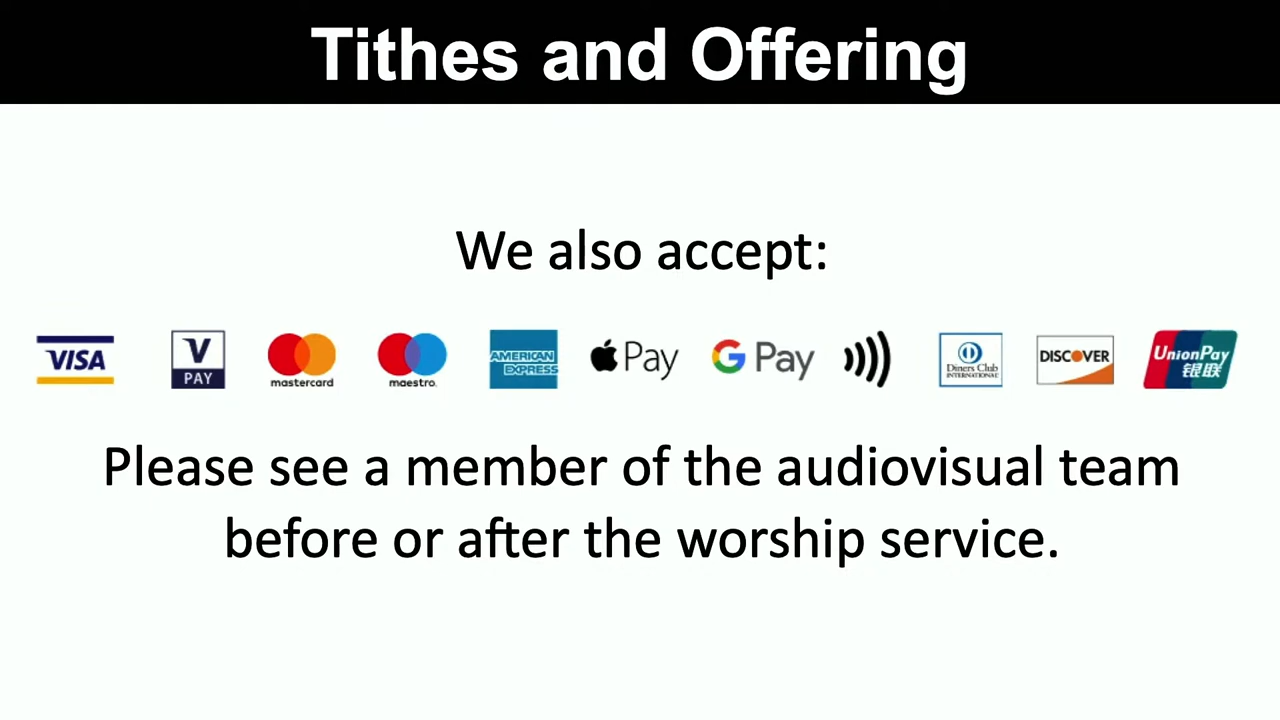 Tithes and Offering
We also accept:
VISA V PAY mastercard maestro. AMERICAN EXPRESS Pay G Pay Diners Club INTERNATIONAL DISCOVER UnionPay 银联
Please see a member of the audiovisual team
before or after the worship service.